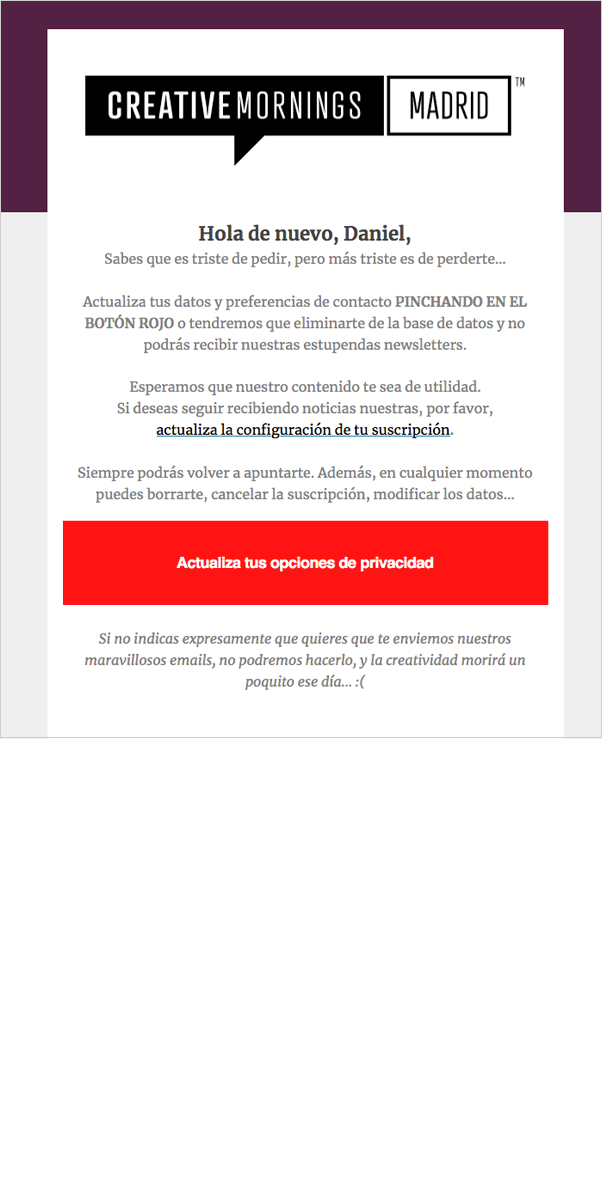 CREATIVEMORNINGS MADRID TM
Hola de nuevo, Daniel,
Sabes que es triste de pedir, pero más triste es de perderte...
Actualiza tus datos y preferencias de contacto PINCHANDO EN EL
BOTÓN ROJO o tendremos que eliminarte de la base de datos y no
podrás recibir nuestras estupendas newsletters.
Esperamos que nuestro contenido te sea de utilidad.
Si deseas seguir recibiendo noticias nuestras, por favor,
actualiza la configuración de tu suscripción.
Siempre podrás volver a apuntarte. Además, en cualquier momento
puedes borrarte, cancelar la suscripción, modificar los datos...
Actualiza tus opciones de privacidad
Si no indicas expresamente que quieres que te enviemos nuestros
maravillosos emails, no podremos hacerlo, y la creatividad morirá un
poquito ese día... :(